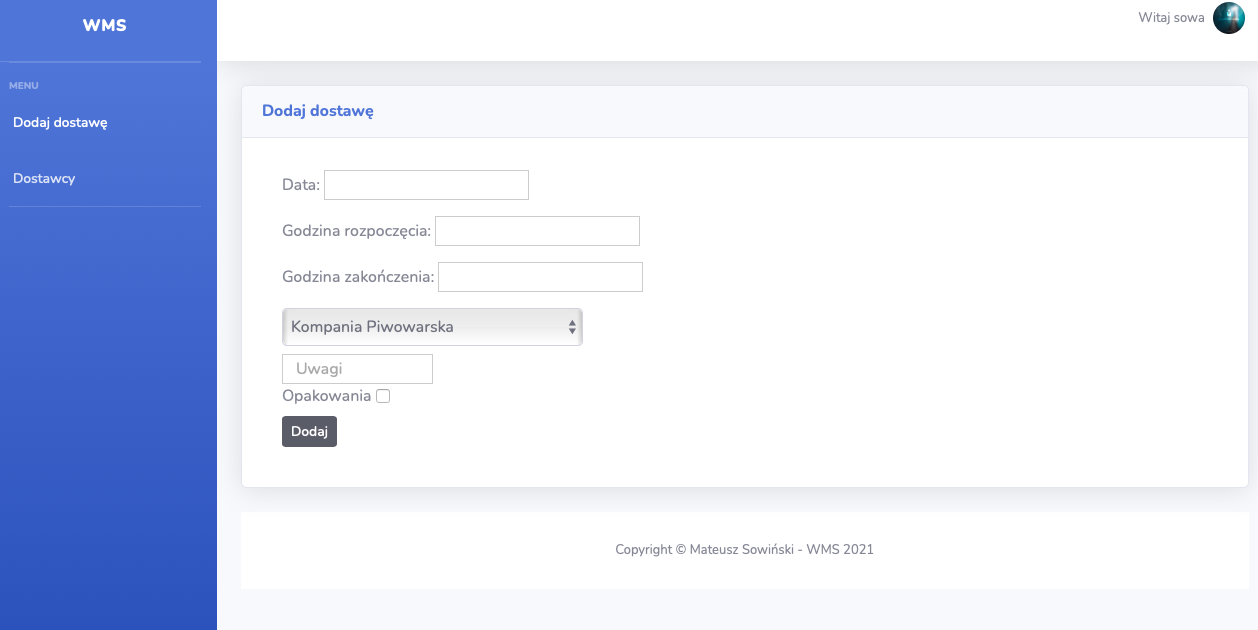 WMS
Witaj sowa
MENU
Dodaj dostawę
Dostawcy
Dodaj dostawę
Data:
Godzina rozpoczęcia:
Godzina zakończenia:
Kompania Piwowarska
Uwagi
Opakowania
Dodaj
Copyright © Mateusz Sowiński - WMS 2021